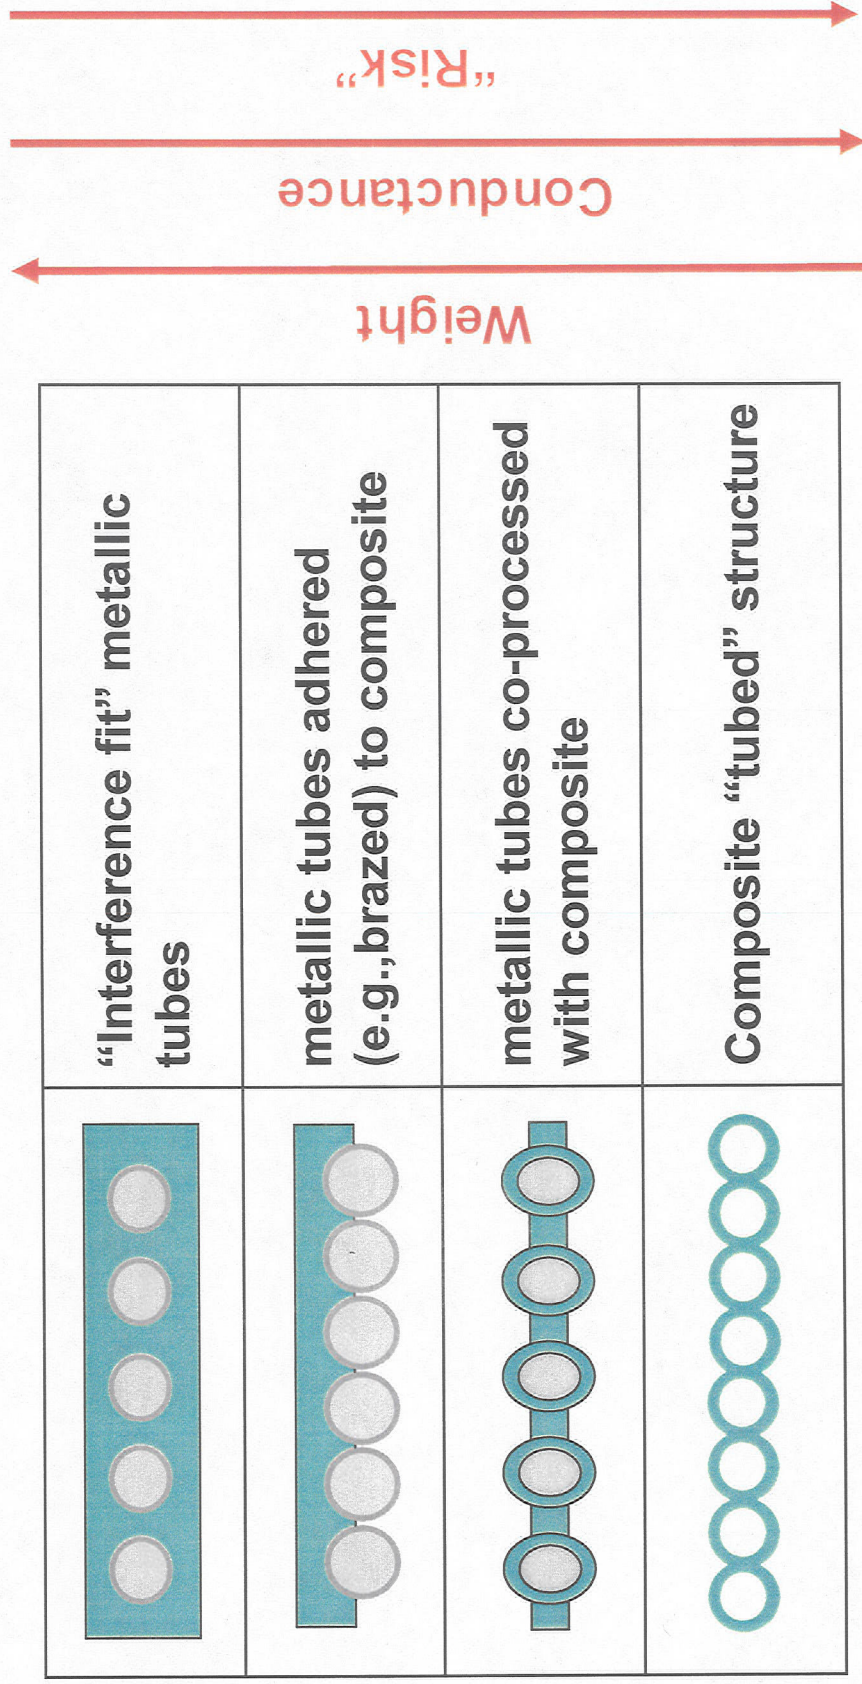 “Interference fit” metallic
tubes
metallic tubes adhered
(e.g.,brazed) to composite
metallic tubes co-processed
with composite
Composite “tubed” structure
Weight
Conductance
“Risk”